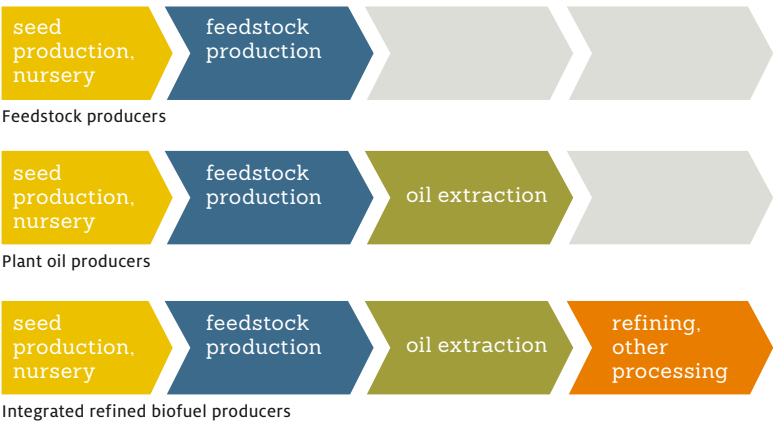 seed
production,
nursery
feedstock
production
Feedstock producers
seed
production,
nursery
feedstock
production
oil extraction
Plant oil producers
seed
production,
nursery
feedstock
production
oil extraction
refining,
other
processing
Integrated refined biofuel producers